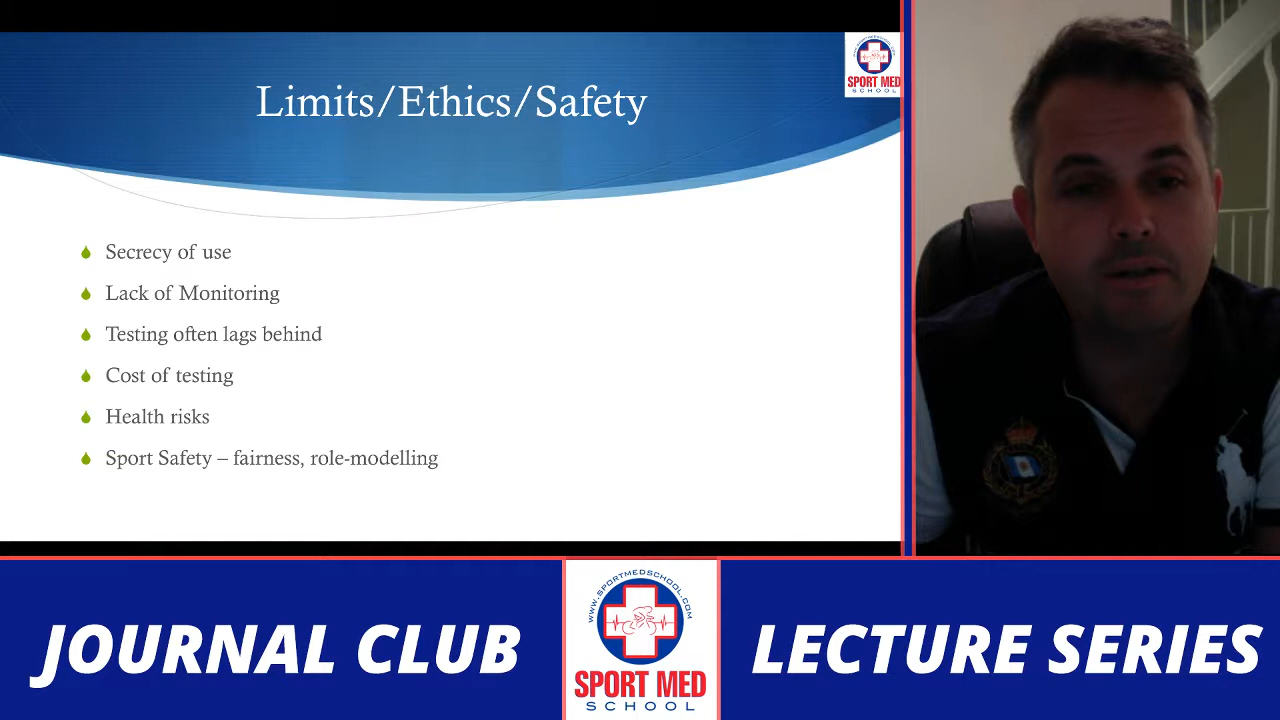 Limits/Ethics/Safety
SPORT MED
SCHOOL
Secrecy of use
Lack of Monitoring
Testing often lags behind
Cost of testing
Health risks
Sport Safety – fairness, role-modelling
JOURNAL CLUB
WWW.SPORTMEDSCHOOL.COM
SPORT MED
SCHOOL
LECTURE SERIES